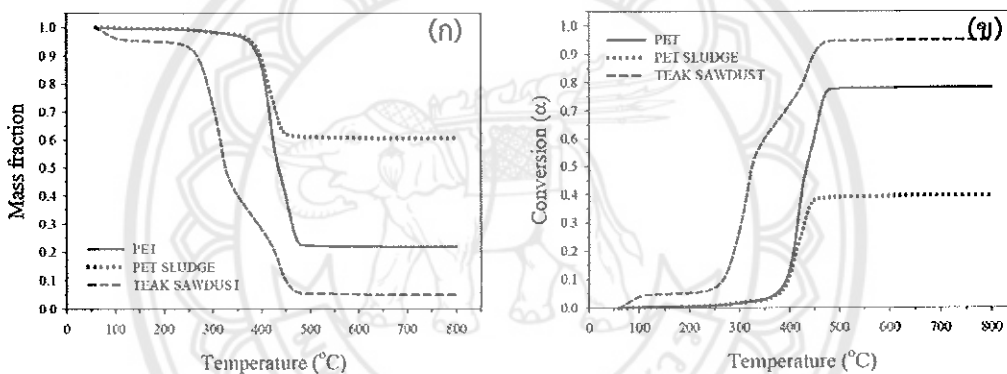 (ก)
1.0
0.9
0.8
0.7
0.6
0.5
0.4
0.3
0.2
0.1
0.0
Mass fraction
PET
PET SLUDGE
TEAK SAWDUST
0 100 200 300 400 500 600 700 800
Temperature (°C)
(ข)
1.0
0.9
0.8
0.7
0.6
0.5
0.4
0.3
0.2
0.1
0.0
Conversion (α)
PET
PET SLUDGE
TEAK SAWDUST
0 100 200 300 400 500 600 700 800
Temperature (°C)